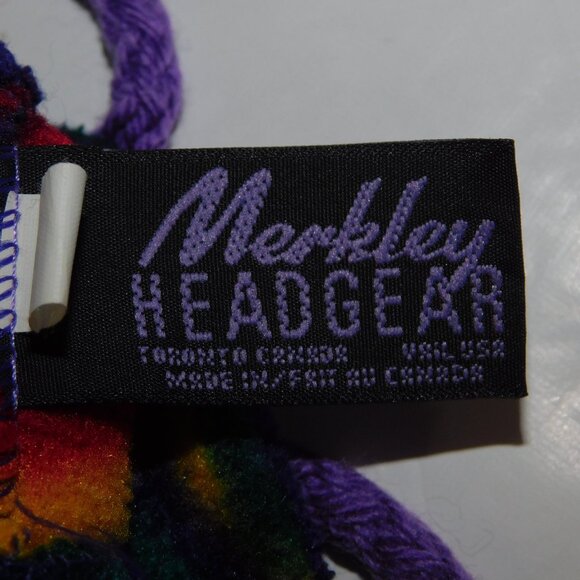 Merkley
HEADGEAR
TORONTO CANADA VAIL USA
MADE IN/FAIT AU CANADA